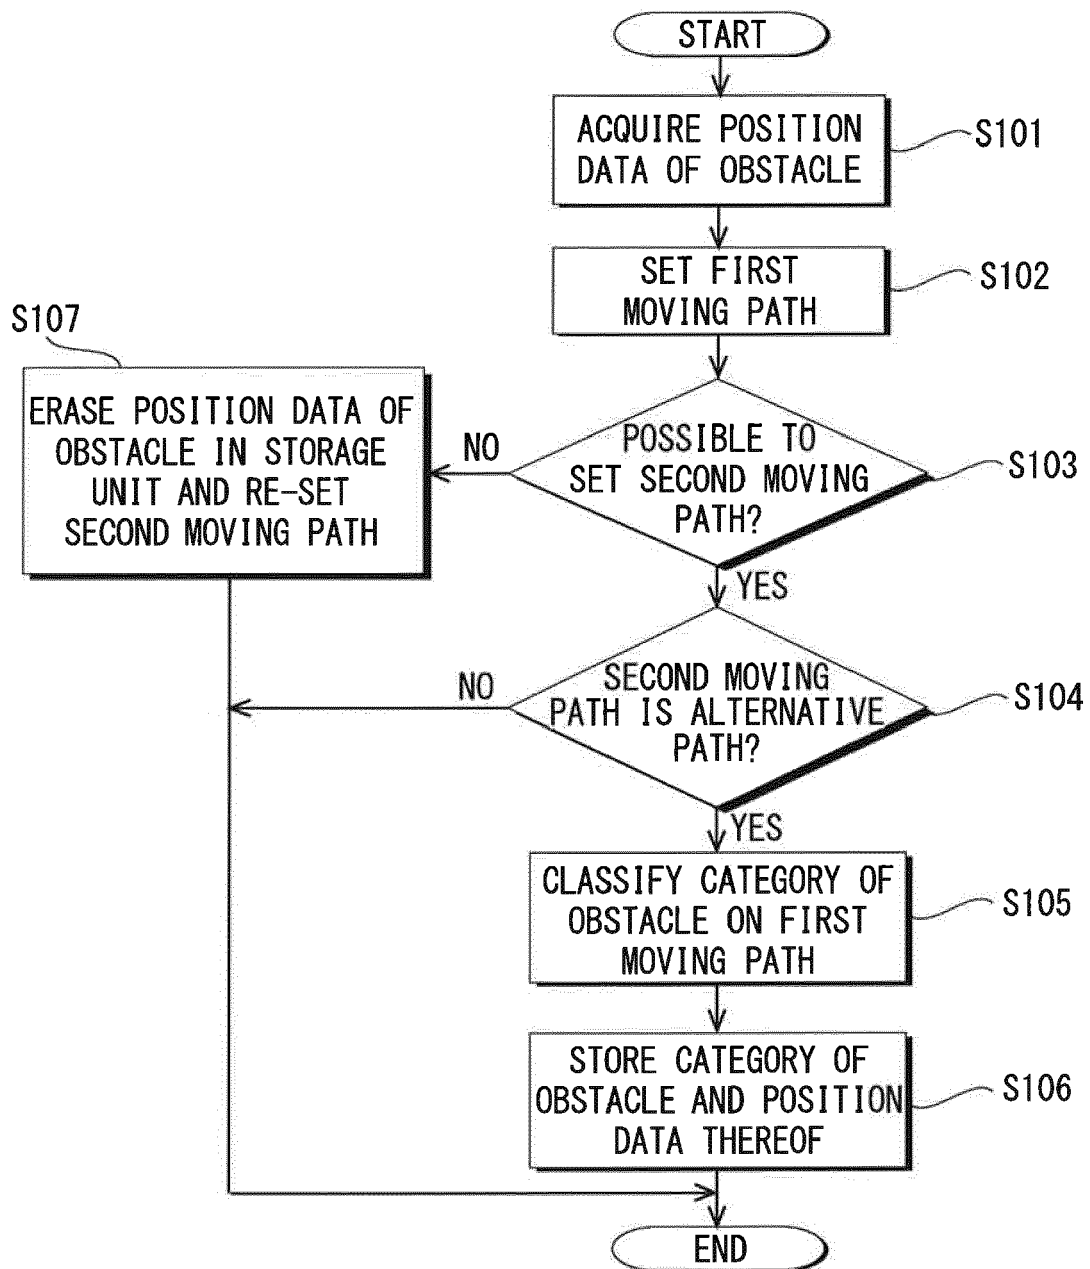 START
ACQUIRE POSITION
DATA OF OBSTACLE
S101
SET FIRST
MOVING PATH
S102
S107
ERASE POSITION DATA OF
OBSTACLE IN STORAGE
UNIT AND RE-SET
SECOND MOVING PATH
NO
POSSIBLE TO
SET SECOND MOVING
PATH?
S103
YES
NO
SECOND MOVING
PATH IS ALTERNATIVE
PATH?
S104
YES
CLASSIFY CATEGORY OF
OBSTACLE ON FIRST
MOVING PATH
S105
STORE CATEGORY OF
OBSTACLE AND POSITION
DATA THEREOF
S106
END